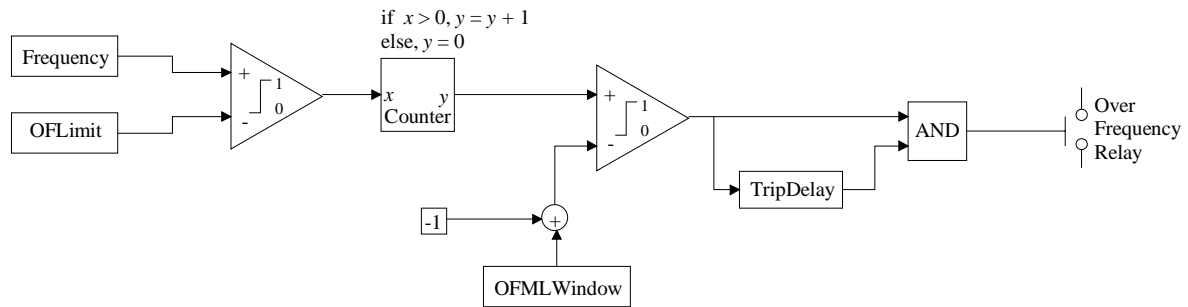 if x > 0, y = y + 1
else, y = 0
Frequency
+
1
0
-
OFLimit
x y
Counter
+
1
0
-
AND
Over
Frequency
Relay
TripDelay
-1
+
OFMLWindow